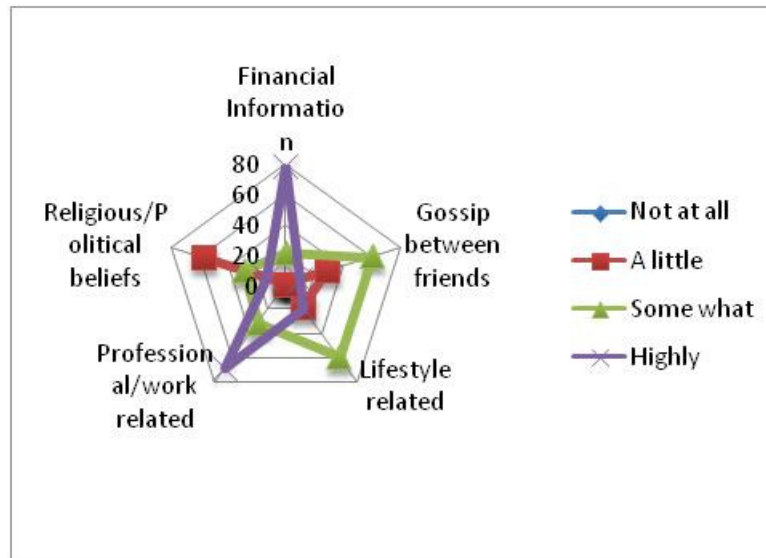 Financial
Informatio
n
80
60
40
20
0
Gossip
between
friends
Lifestyle
related
Profession
al/work
related
Religious/P
olitical
beliefs
Not at all
A little
Some what
Highly